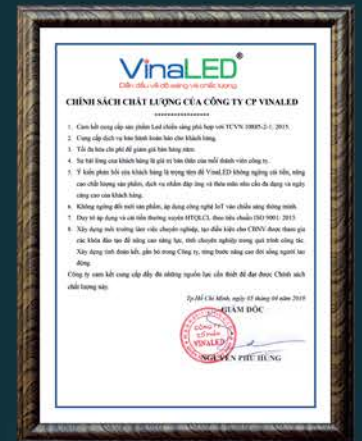 VinaLED®
Dẫn đầu về độ sáng và chất lượng
CHÍNH SÁCH CHẤT LƯỢNG CỦA CÔNG TY CP VINALED
****************
1. Cam kết cung cấp sản phẩm Led chiếu sáng phù hợp với TCVN 10885-2-1: 2015.
2. Cung cấp dịch vụ bảo hành hoàn hảo cho khách hàng.
3. Tối đa hóa chi phí để giảm giá bán hàng năm.
4. Sự hài lòng của khách hàng là giá trị bản thân của mỗi thành viên công ty.
5. Ý kiến phản hồi của khách hàng là trọng tâm để VinaLED không ngừng cải tiến, nâng
cao chất lượng sản phẩm, dịch vụ nhằm đáp ứng và thỏa mãn nhu cầu đa dạng và ngày
càng cao của khách hàng.
6. Không ngừng đổi mới sản phẩm, áp dụng công nghệ IoT vào chiếu sáng thông minh.
7. Duy trì áp dụng và cải tiến thường xuyên HTQLCL theo tiêu chuẩn ISO 9001: 2015
8. Xây dựng môi trường làm việc chuyên nghiệp, tạo điều kiện cho CBNV được tham gia
các khóa đào tạo để nâng cao năng lực, tính chuyên nghiệp trong quá trình công tác.
Xây dựng tinh thần đoàn kết, gắn bó trong Công ty, từng bước nâng cao đời sống người lao
động.
Công ty cam kết cung cấp đầy đủ những nguồn lực cần thiết để đạt được Chính sách
chất lượng này.
Tp.Hồ Chí Minh, ngày 03 tháng 04 năm 2019
GIÁM ĐỐC
CÔNG TY
CỔ PHẦN
VINALED
NGUYỄN PHÚ HÙNG